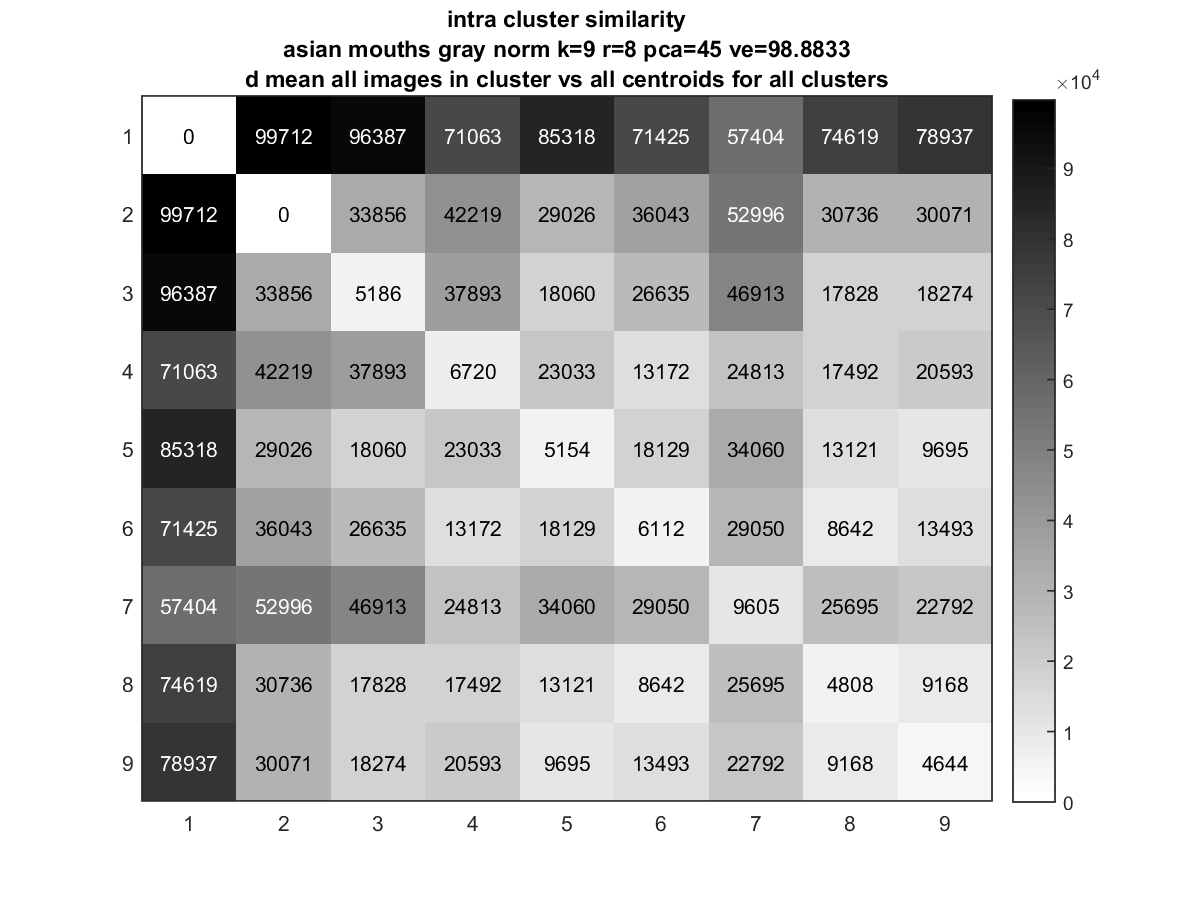 intra cluster similarity
asian mouths gray norm k=9 r=8 pca=45 ve=98.8833
d mean all images in cluster vs all centroids for all clusters
×10⁴
1 0 99712 96387 71063 85318 71425 57404 74619 78937
2 99712 0 33856 42219 29026 36043 52996 30736 30071
3 96387 33856 5186 37893 18060 26635 46913 17828 18274
4 71063 42219 37893 6720 23033 13172 24813 17492 20593
5 85318 29026 18060 23033 5154 18129 34060 13121 9695
6 71425 36043 26635 13172 18129 6112 29050 8642 13493
7 57404 52996 46913 24813 34060 29050 9605 25695 22792
8 74619 30736 17828 17492 13121 8642 25695 4808 9168
9 78937 30071 18274 20593 9695 13493 22792 9168 4644
1 2 3 4 5 6 7 8 9
9
8
7
6
5
4
3
2
1
0